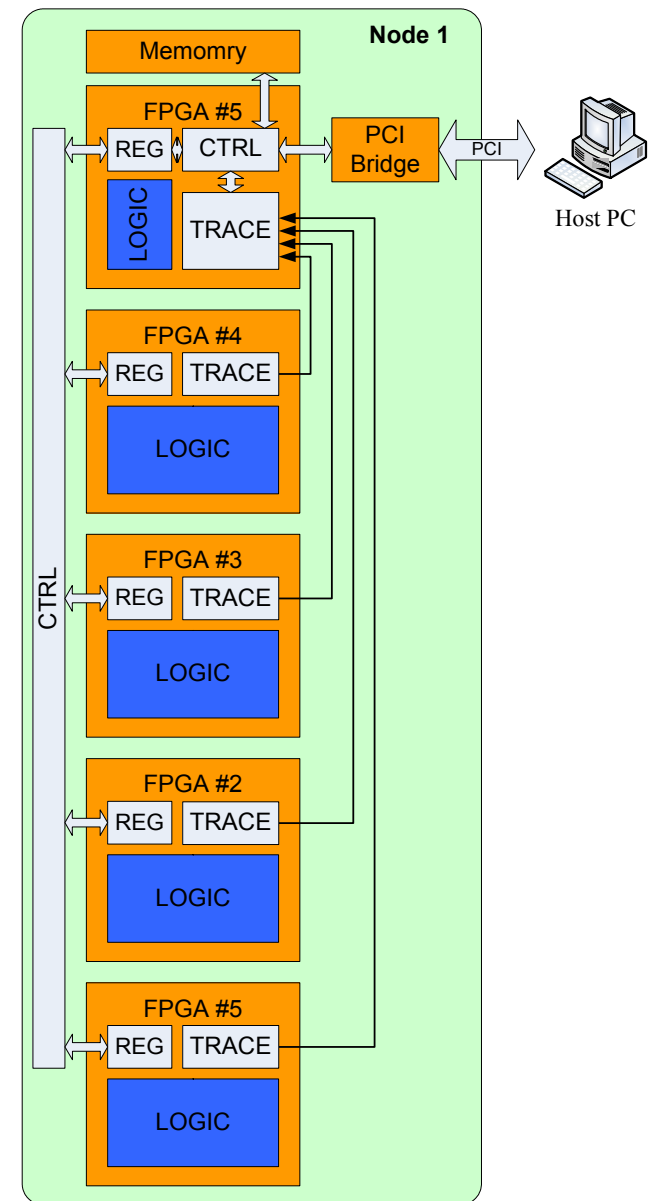 Node 1
Memomry
FPGA #5
REG
CTRL
LOGIC
TRACE
PCI
Bridge
PCI
Host PC
FPGA #4
REG
TRACE
LOGIC
CTRL
FPGA #3
REG
TRACE
LOGIC
FPGA #2
REG
TRACE
LOGIC
FPGA #5
REG
TRACE
LOGIC